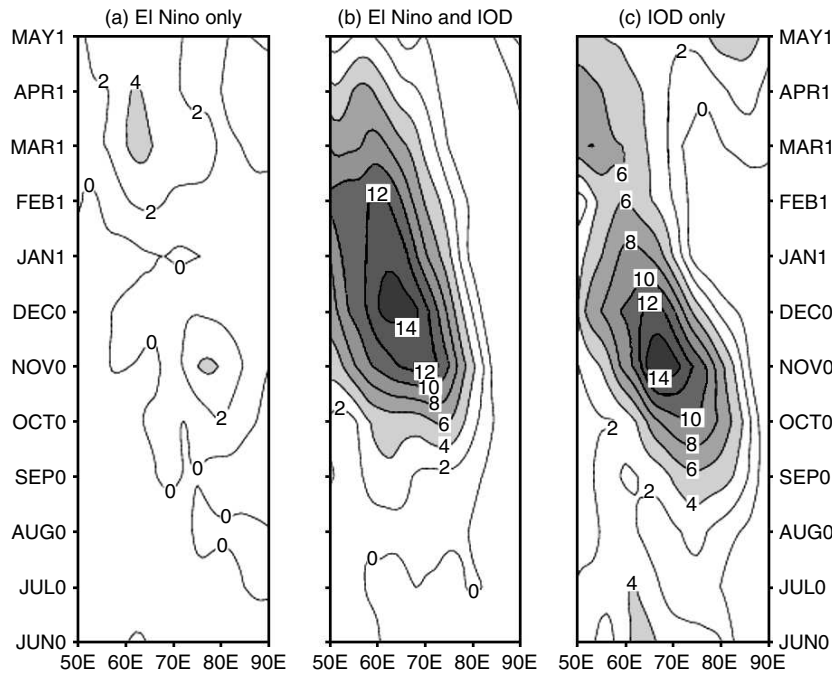 (a) El Nino only
(b) El Nino and IOD
(c) IOD only
MAY1
APR1
MAR1
FEB1
JAN1
DEC0
NOV0
OCT0
SEP0
AUG0
JUL0
JUN0
2
4
2
0
2
0
0
2
0
0
0
0
50E
60E
70E
80E
90E
12
14
12
10
8
6
4
2
2
0
0
50E
60E
70E
80E
90E
2
0
6
6
8
10
12
14
10
8
6
4
2
2
4
50E
60E
70E
80E
90E
MAY1
APR1
MAR1
FEB1
JAN1
DEC0
NOV0
OCT0
SEP0
AUG0
JUL0
JUN0